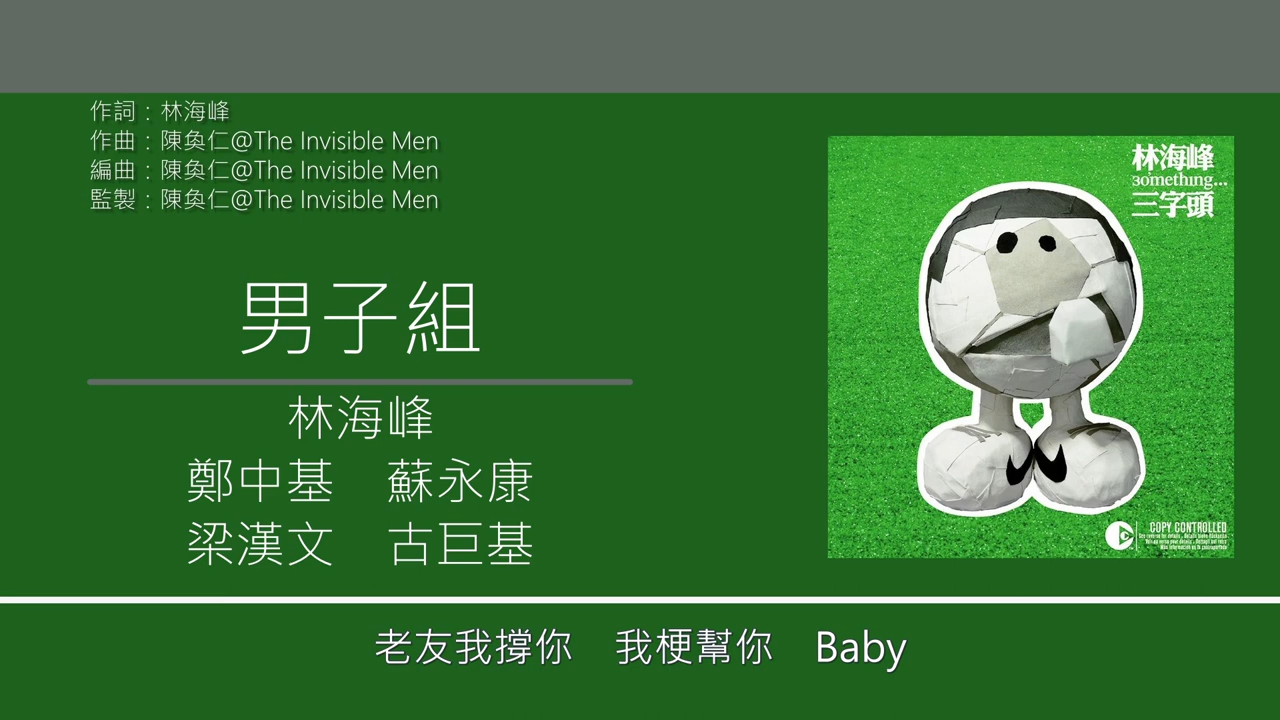 作詞：林海峰
作曲：陳奐仁@The Invisible Men
編曲：陳奐仁@The Invisible Men
監製：陳奐仁@The Invisible Men
男子組
林海峰
鄭中基　蘇永康
梁漢文　古巨基
林海峰
3omething...
三字頭
COPY CONTROLLED
老友我撐你　我梗幫你　Baby